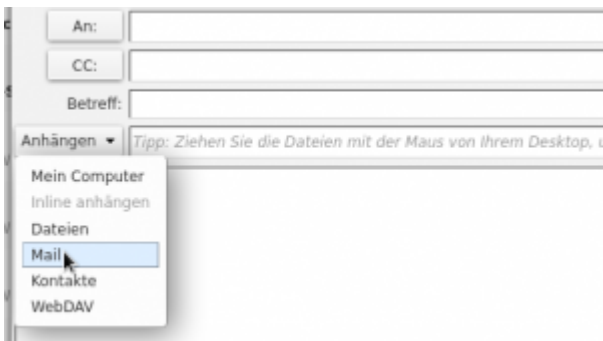 An:
CC:
Betreff:
Anhängen
Tipp: Ziehen Sie die Dateien mit der Maus von Ihrem Desktop,
Mein Computer
Inline anhängen
Dateien
Mail
Kontakte
WebDAV